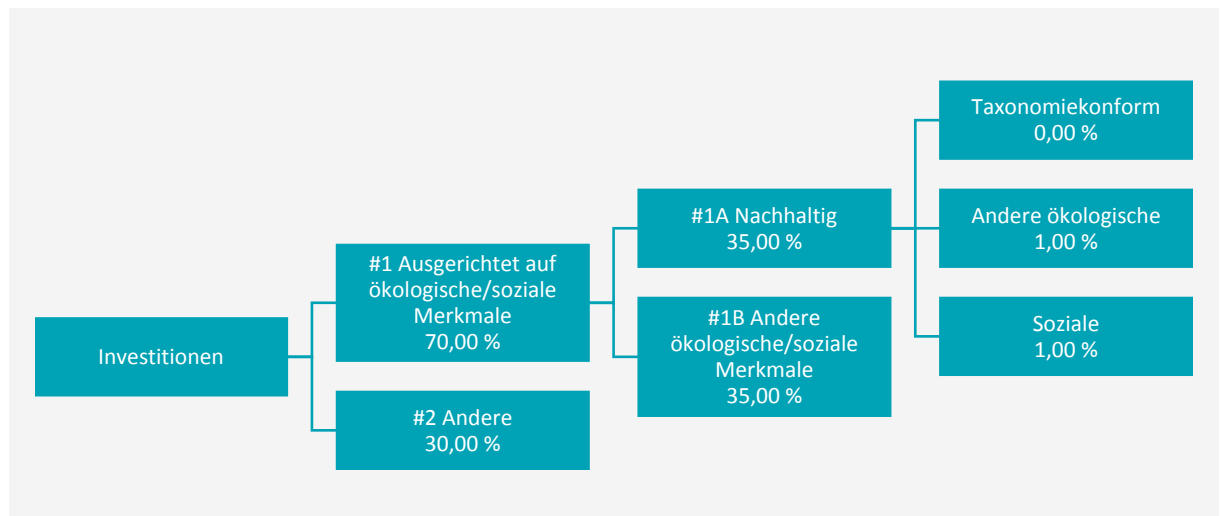 Investitionen
#1 Ausgerichtet auf
ökologische/soziale
Merkmale
70,00 %
#2 Andere
30,00 %
#1A Nachhaltig
35,00 %
#1B Andere
ökologische/soziale
Merkmale
35,00 %
Taxonomiekonform
0,00 %
Andere ökologische
1,00 %
Soziale
1,00 %